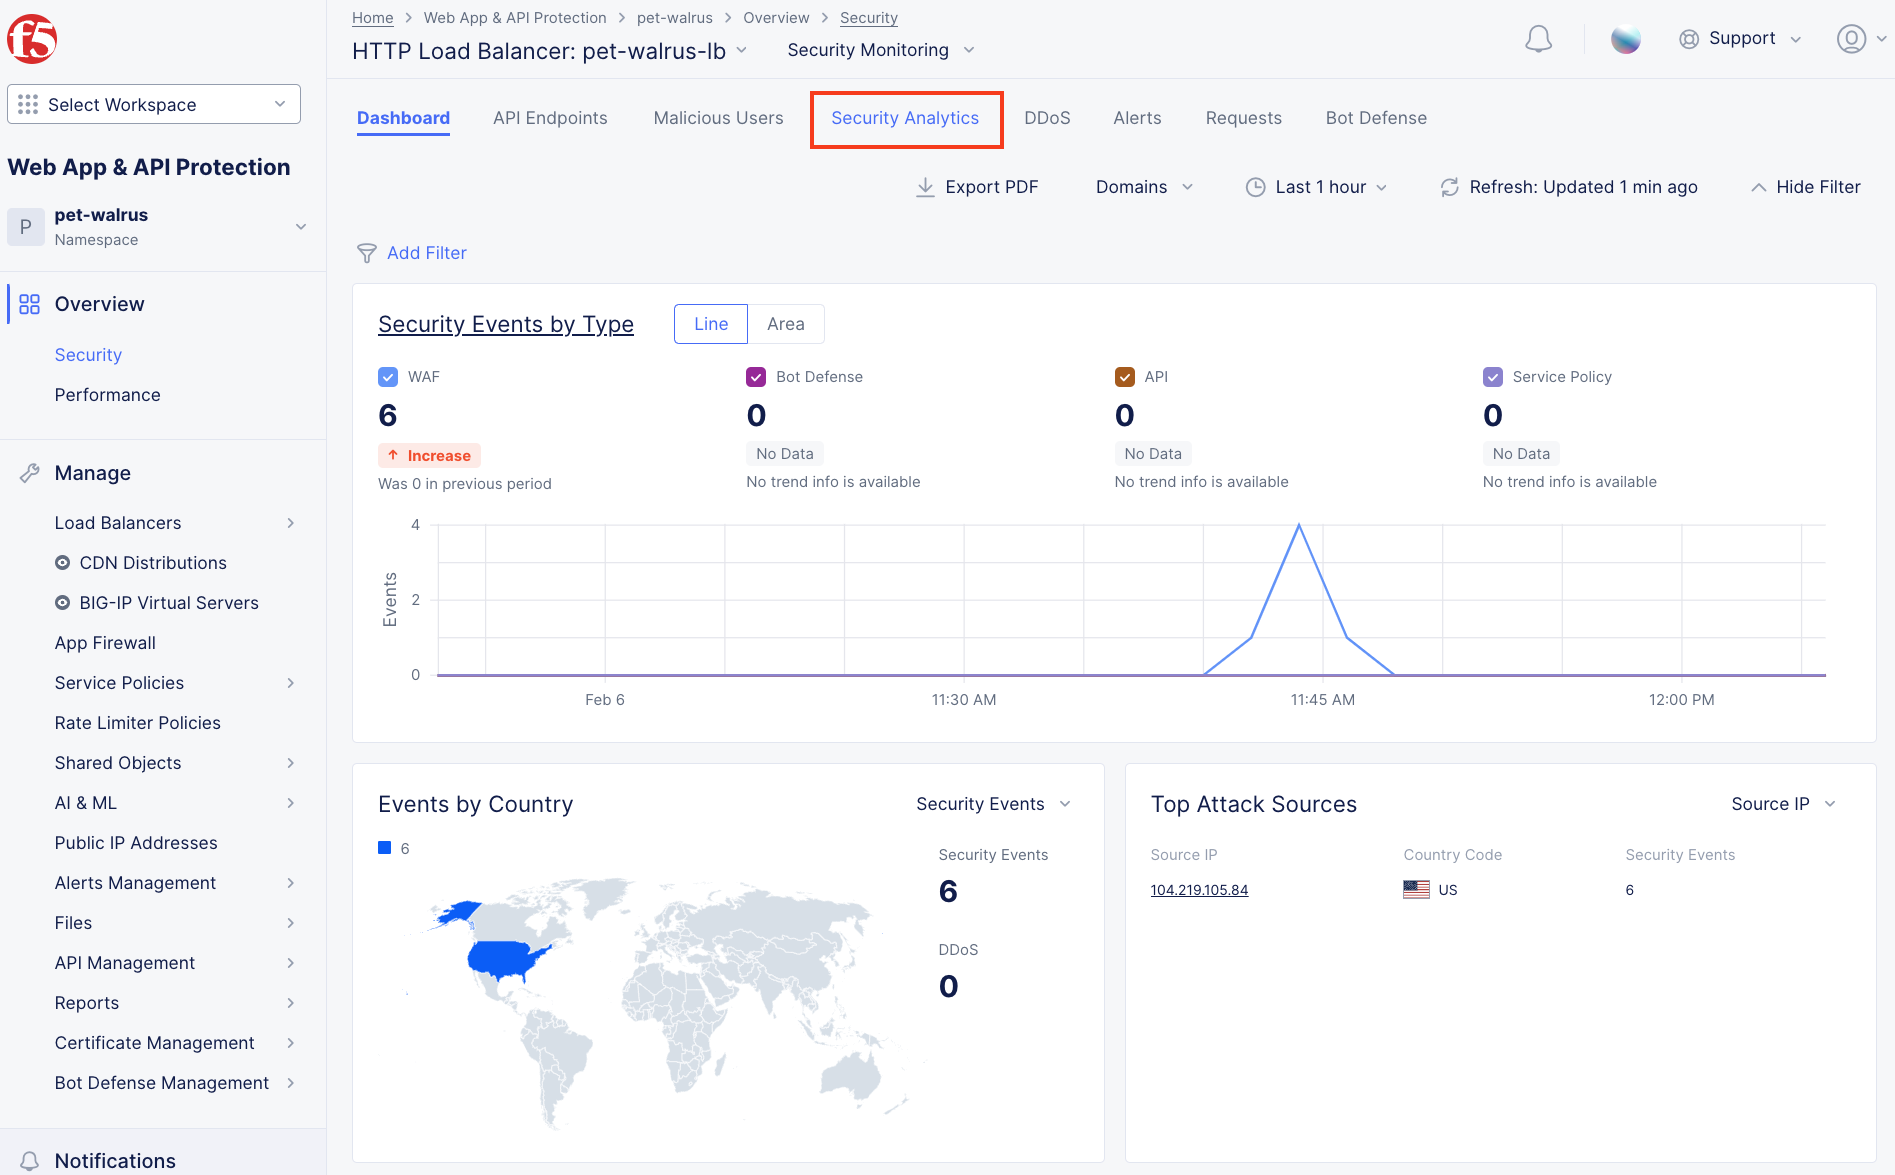 f5
Home > Web App & API Protection > pet-walrus > Overview > Security
HTTP Load Balancer: pet-walrus-lb
Security Monitoring
Support
Select Workspace
Web App & API Protection
P
pet-walrus
Namespace
Overview
Security
Performance
Manage
Load Balancers
CDN Distributions
BIG-IP Virtual Servers
App Firewall
Service Policies
Rate Limiter Policies
Shared Objects
AI & ML
Public IP Addresses
Alerts Management
Files
API Management
Reports
Certificate Management
Bot Defense Management
Notifications
Dashboard API Endpoints Malicious Users Security Analytics DDoS Alerts Requests Bot Defense
Export PDF Domains Last 1 hour Refresh: Updated 1 min ago Hide Filter
Add Filter
Security Events by Type Line Area
WAF
6
Increase
Was 0 in previous period
Bot Defense
0
No Data
No trend info is available
API
0
No Data
No trend info is available
Service Policy
0
No Data
No trend info is available
Events
4
2
0
Feb 6 11:30 AM 11:45 AM 12:00 PM
Events by Country Security Events
6
Security Events
6
DDoS
0
Top Attack Sources Source IP
Source IP Country Code Security Events
104.219.105.84 US 6